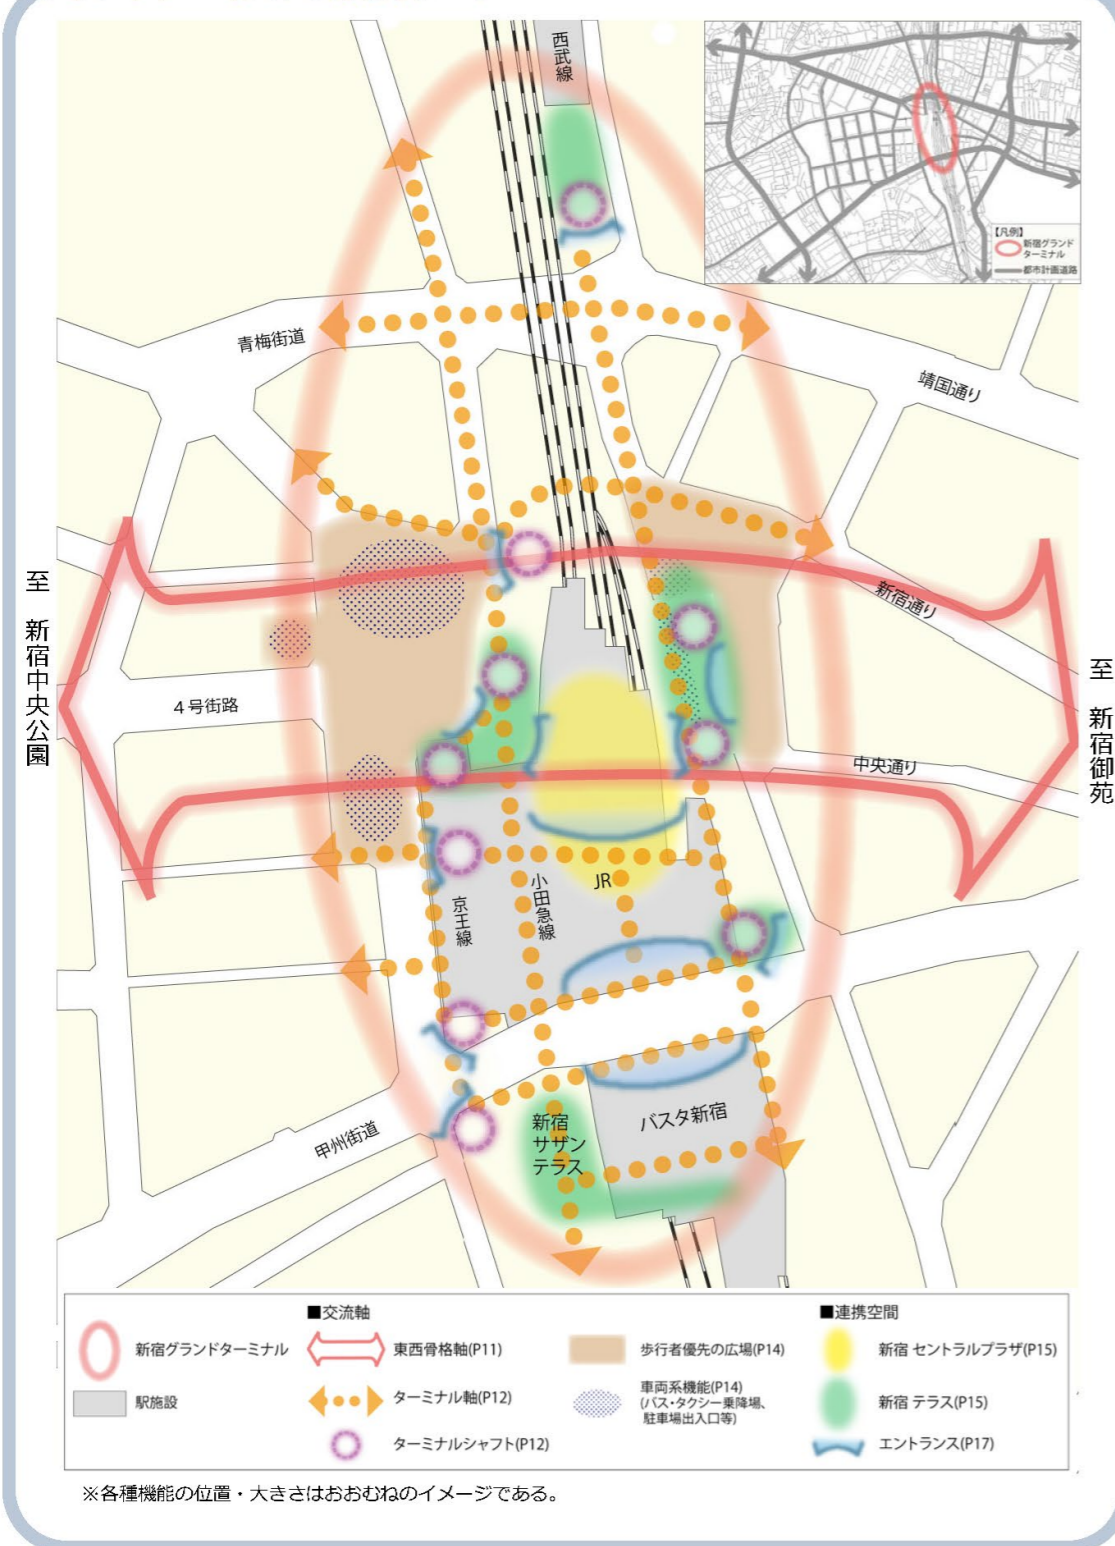 西武線
【凡例】
新宿グランド
ターミナル
都市計画道路
青梅街道
靖国通り
新宿通り
至 新宿中央公園
4号街路
至 新宿御苑
中央通り
京王線
小田急線
JR
甲州街道
新宿
サザン
テラス
バスタ新宿
新宿グランドターミナル
駅施設
■交流軸
東西骨格軸(P11)
ターミナル軸(P12)
ターミナルシャフト(P12)
歩行者優先の広場(P14)
車両系機能(P14)
(バス・タクシー乗降場、
駐車場出入口等)
■連携空間
新宿 セントラルプラザ(P15)
新宿 テラス(P15)
エントランス(P17)
※各種機能の位置・大きさはおおむねのイメージである。